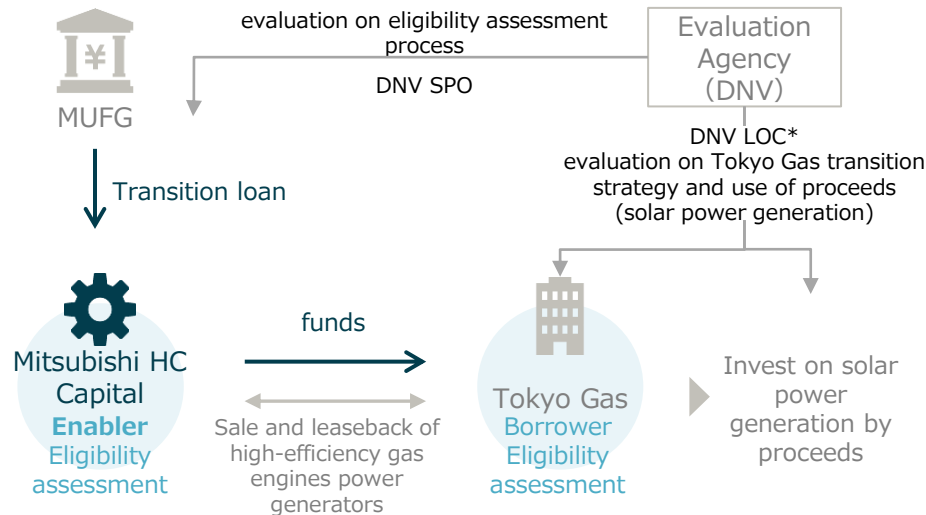 evaluation on eligibility assessment
process
DNV SPO
Evaluation
Agency
（DNV）
¥
MUFG
DNV LOC*
evaluation on Tokyo Gas transition
strategy and use of proceeds
(solar power generation)
Transition loan
Mitsubishi HC
Capital
Enabler
Eligibility
assessment
funds
Sale and leaseback of
high-efficiency gas
engines power
generators
Tokyo Gas
Borrower
Eligibility
assessment
Invest on solar
power
generation by
proceeds